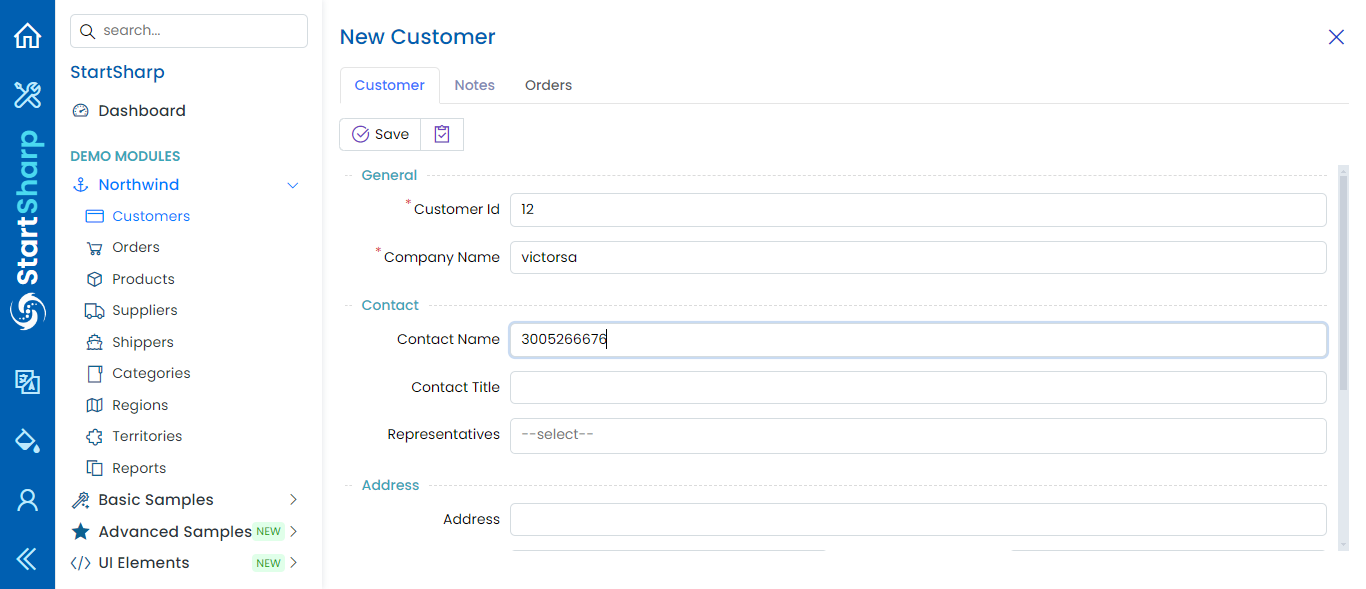 search...
StartSharp
Dashboard
DEMO MODULES
Northwind
Customers
Orders
Products
Suppliers
Shippers
Categories
Regions
Territories
Reports
Basic Samples
Advanced Samples NEW
UI Elements NEW
StartSharp
New Customer
Customer Notes Orders
Save
General
* Customer Id 12
* Company Name victorsa
Contact
Contact Name 3005266676
Contact Title
Representatives --select--
Address
Address